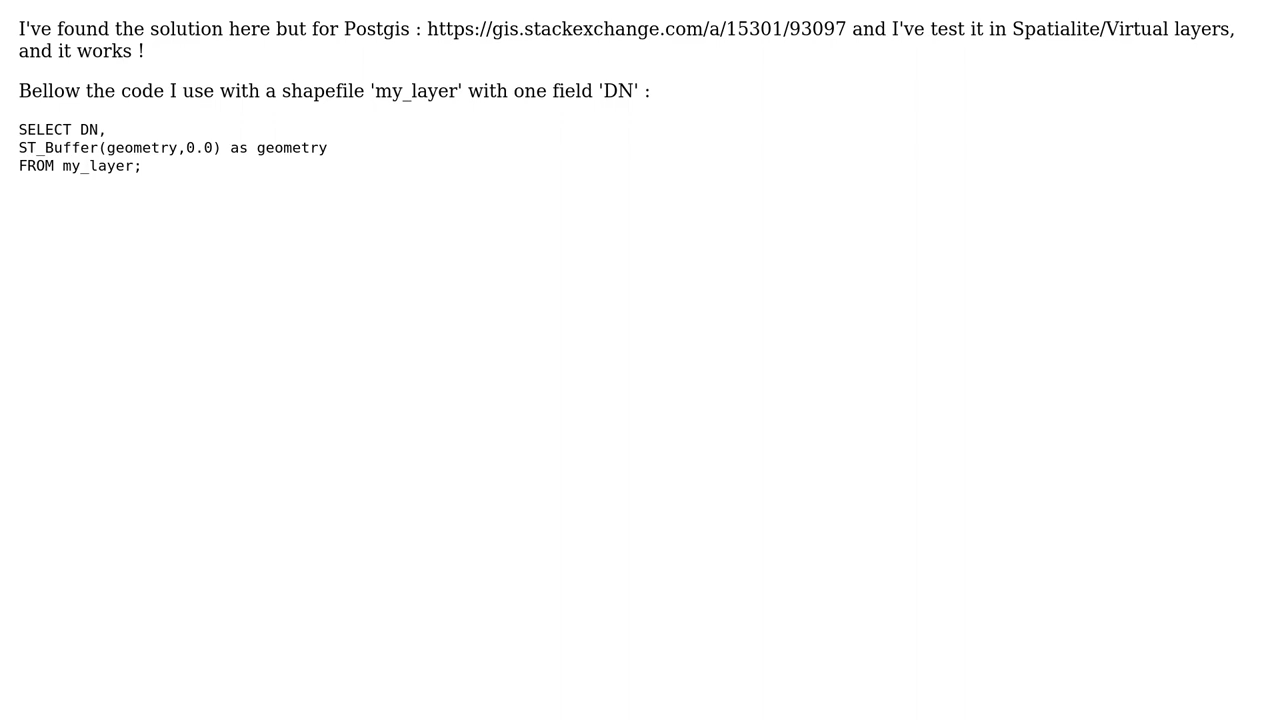 I've found the solution here but for Postgis : https://gis.stackexchange.com/a/15301/93097 and I've test it in Spatialite/Virtual layers,
and it works !
Bellow the code I use with a shapefile 'my_layer' with one field 'DN' :
SELECT DN,
ST_Buffer(geometry,0.0) as geometry
FROM my_layer;